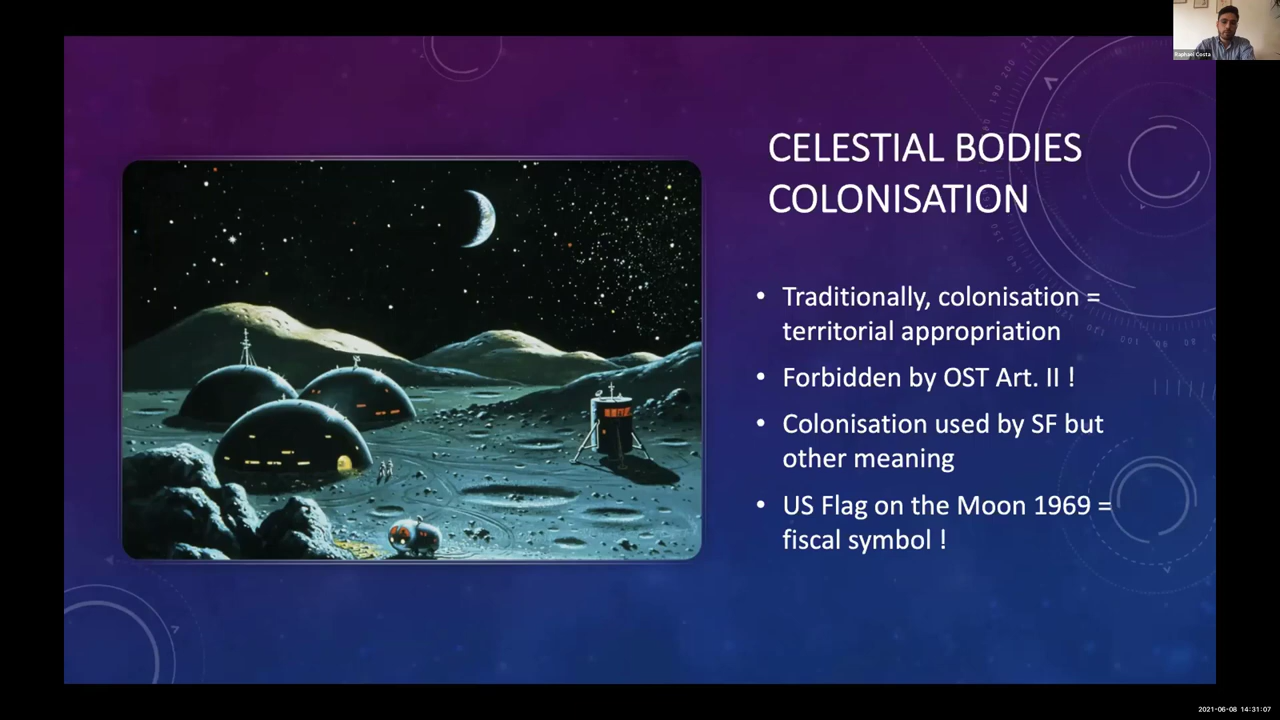 Raphael Costa
CELESTIAL BODIES
COLONISATION
• Traditionally, colonisation =
territorial appropriation
• Forbidden by OST Art. II !
• Colonisation used by SF but
other meaning
• US Flag on the Moon 1969 =
fiscal symbol !
2021-06-08 14:31:07